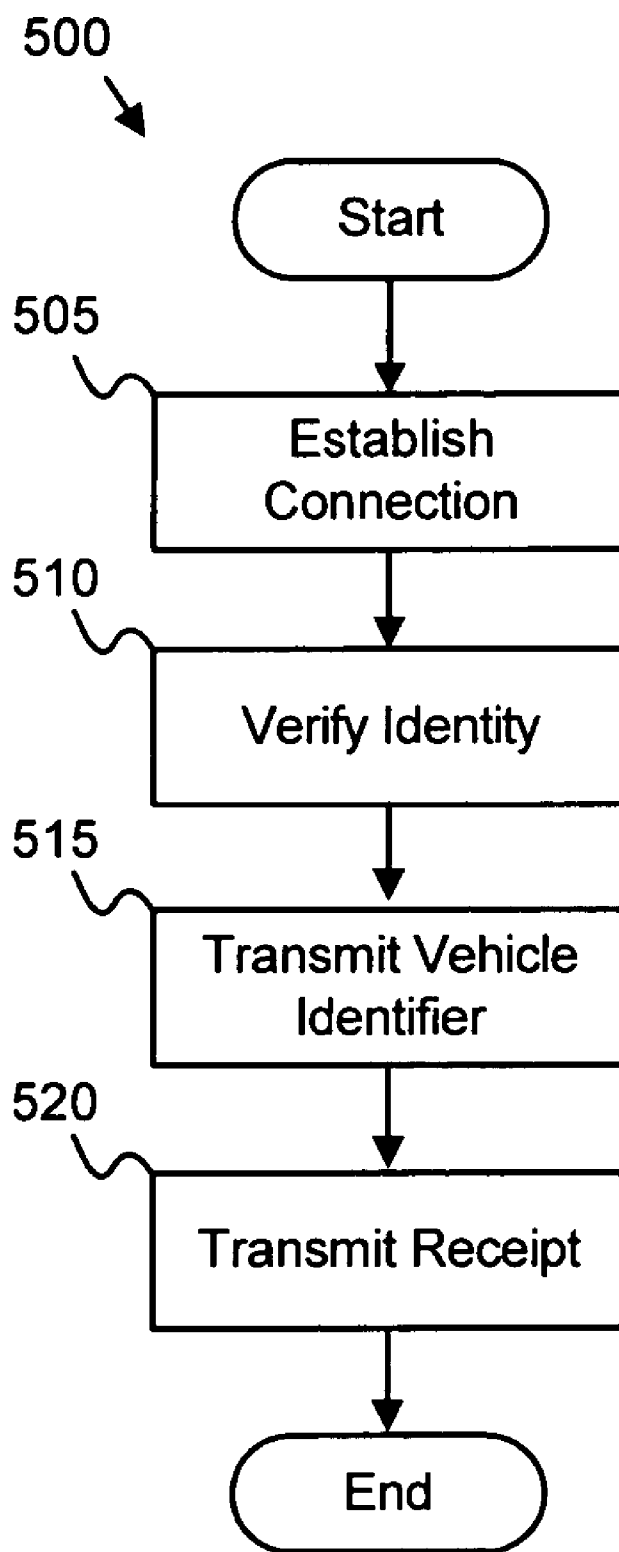 500
Start
505
Establish
Connection
510
Verify Identity
515
Transmit Vehicle
Identifier
520
Transmit Receipt
End